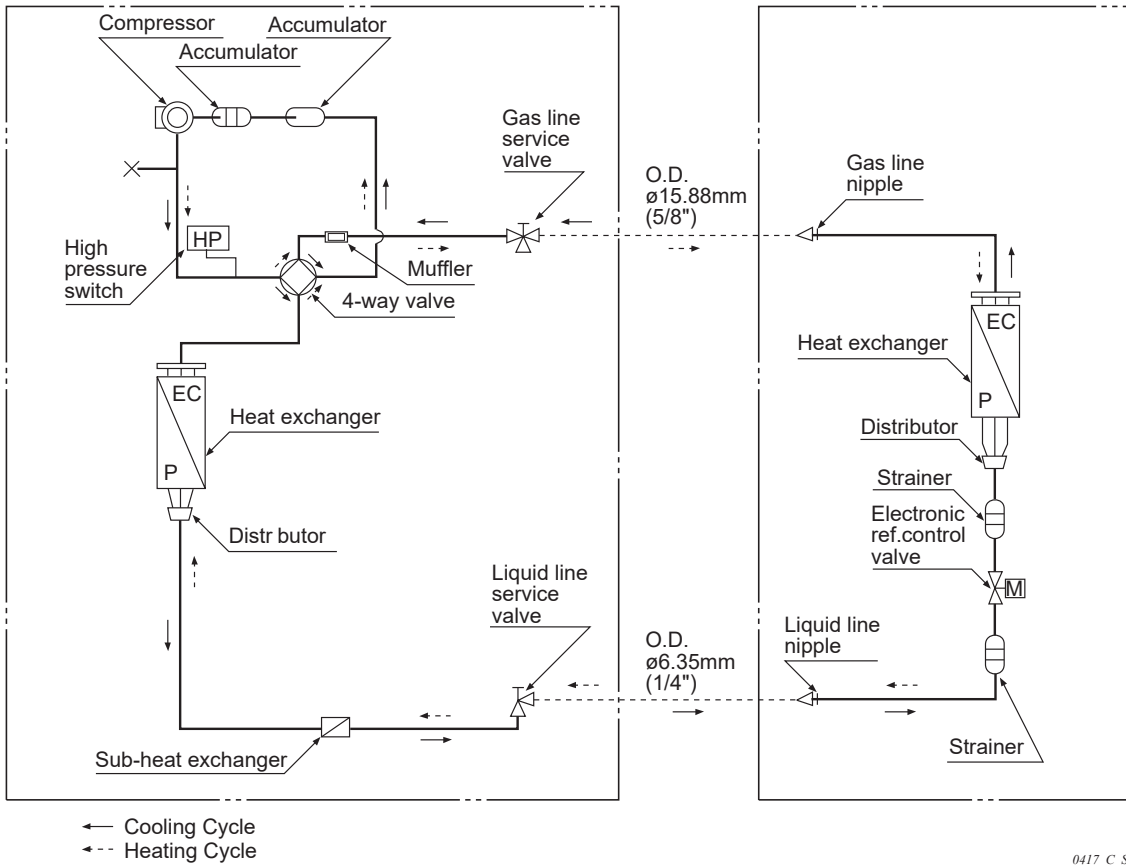 Compressor
Accumulator
Accumulator
Gas line
service
valve
O.D.
ø15.88mm
(5/8")
Gas line
nipple
HP
High
pressure
switch
Muffler
4-way valve
EC
Heat exchanger
P
EC
Heat exchanger
P
Distributor
Strainer
Electronic
ref.control
valve
M
Distr butor
Liquid line
service
valve
O.D.
ø6.35mm
(1/4")
Liquid line
nipple
Sub-heat exchanger
Strainer
Cooling Cycle
Heating Cycle
0417_C_S